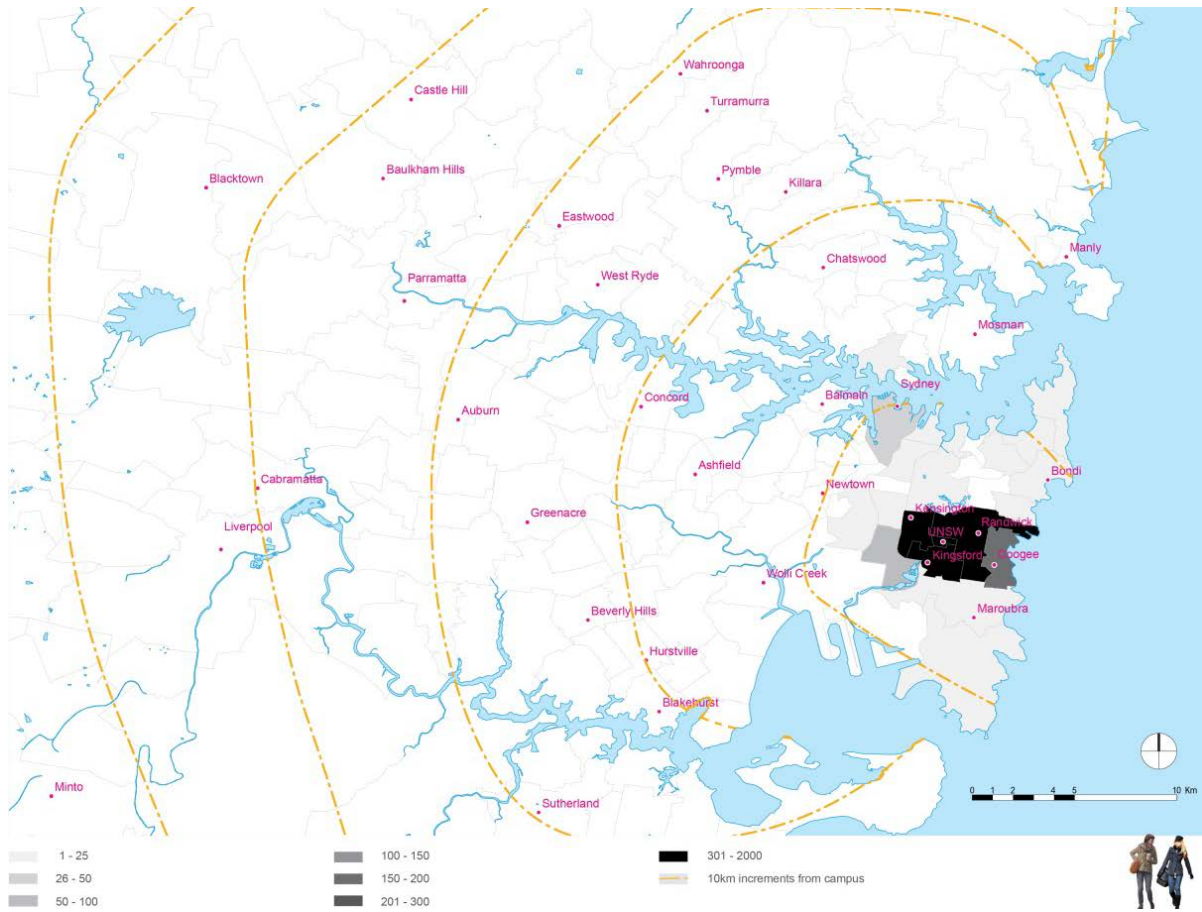 Wahroonga
Castle Hill
Turramurra
Baulkham Hills
Pymble
Blacktown
Killara
Eastwood
Manly
Chatswood
Parramatta
West Ryde
Mosman
Sydney
Balmain
Concord
Auburn
Ashfield
Bondi
Cabramatta
Newtown
Kensington
Greenacre
Liverpool
Randwick
UNSW
Kingsford
Coogee
Wolli Creek
Beverly Hills
Maroubra
Hurstville
Blakehurst
Minto
0 1 2 3 4 5 10 Km
Sutherland
1 - 25
100 - 150
301 - 2000
26 - 50
150 - 200
10km increments from campus
50 - 100
201 - 300